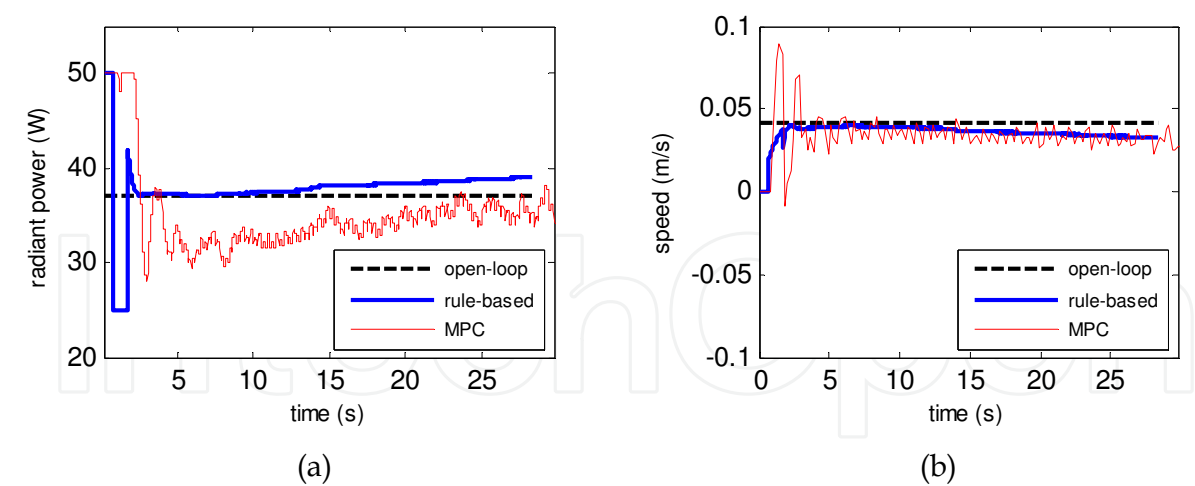 50
40
30
20
radiant power (W)
5
10
15
20
25
time (s)
open-loop
rule-based
MPC
(a)
0.1
0.05
0
-0.05
-0.1
speed (m/s)
0
5
10
15
20
25
time (s)
open-loop
rule-based
MPC
(b)